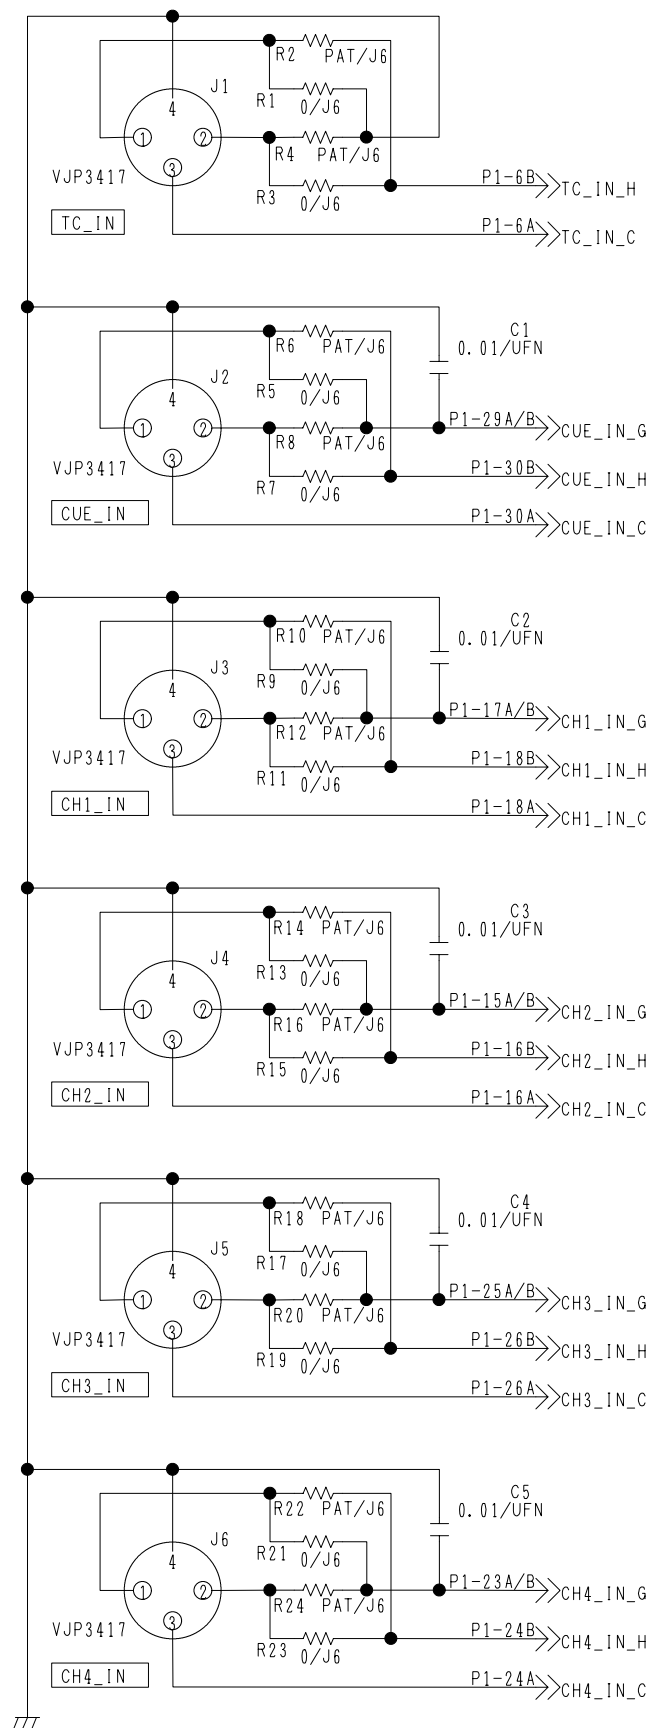 R2 PAT/J6
J1
R1 0/J6
4
1 2
R4 PAT/J6
3
VJP3417
R3 0/J6
P1-6B TC_IN_H
TC_IN
P1-6A TC_IN_C
C1
0.01/UFN
R6 PAT/J6
J2
R5 0/J6
4
1 2
R8 PAT/J6
P1-29A/B CUE_IN_G
3
VJP3417
R7 0/J6
P1-30B CUE_IN_H
CUE_IN
P1-30A CUE_IN_C
C2
0.01/UFN
R10 PAT/J6
J3
R9 0/J6
4
1 2
R12 PAT/J6
P1-17A/B CH1_IN_G
3
VJP3417
R11 0/J6
P1-18B CH1_IN_H
CH1_IN
P1-18A CH1_IN_C
C3
0.01/UFN
R14 PAT/J6
J4
R13 0/J6
4
1 2
R16 PAT/J6
P1-15A/B CH2_IN_G
3
VJP3417
R15 0/J6
P1-16B CH2_IN_H
CH2_IN
P1-16A CH2_IN_C
C4
0.01/UFN
R18 PAT/J6
J5
R17 0/J6
4
1 2
R20 PAT/J6
P1-25A/B CH3_IN_G
3
VJP3417
R19 0/J6
P1-26B CH3_IN_H
CH3_IN
P1-26A CH3_IN_C
C5
0.01/UFN
R22 PAT/J6
J6
R21 0/J6
4
1 2
R24 PAT/J6
P1-23A/B CH4_IN_G
3
VJP3417
R23 0/J6
P1-24B CH4_IN_H
CH4_IN
P1-24A CH4_IN_C